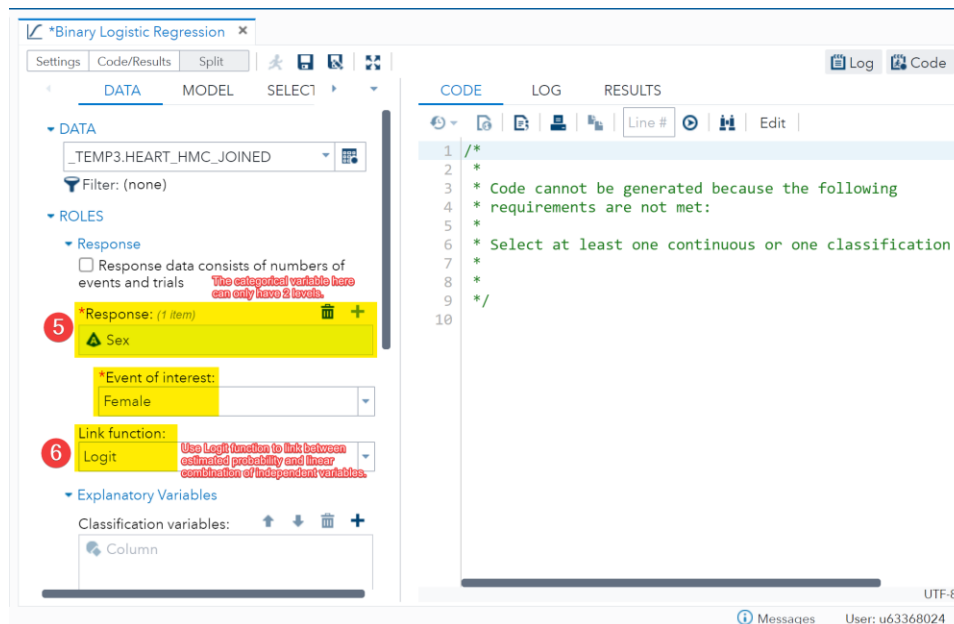 *Binary Logistic Regression ×
Settings Code/Results Split
Log Code
DATA MODEL SELECT
CODE LOG RESULTS
Line # Edit
DATA
_TEMP3.HEART_HMC_JOINED
Filter: (none)
ROLES
Response
Response data consists of numbers of
events and trials
The categorical variable here
can only have 2 levels.
5
*Response: (1 item)
Sex
*Event of interest:
Female
Link function:
6
Logit
Use Logit function to link between
estimated probability and linear
combination of independent variables.
Explanatory Variables
Classification variables:
Column
1 /*
2 *
3 * Code cannot be generated because the following
4 * requirements are not met:
5 *
6 * Select at least one continuous or one classification
7 *
8 *
9 */
10
UTF-8
Messages User: u63368024